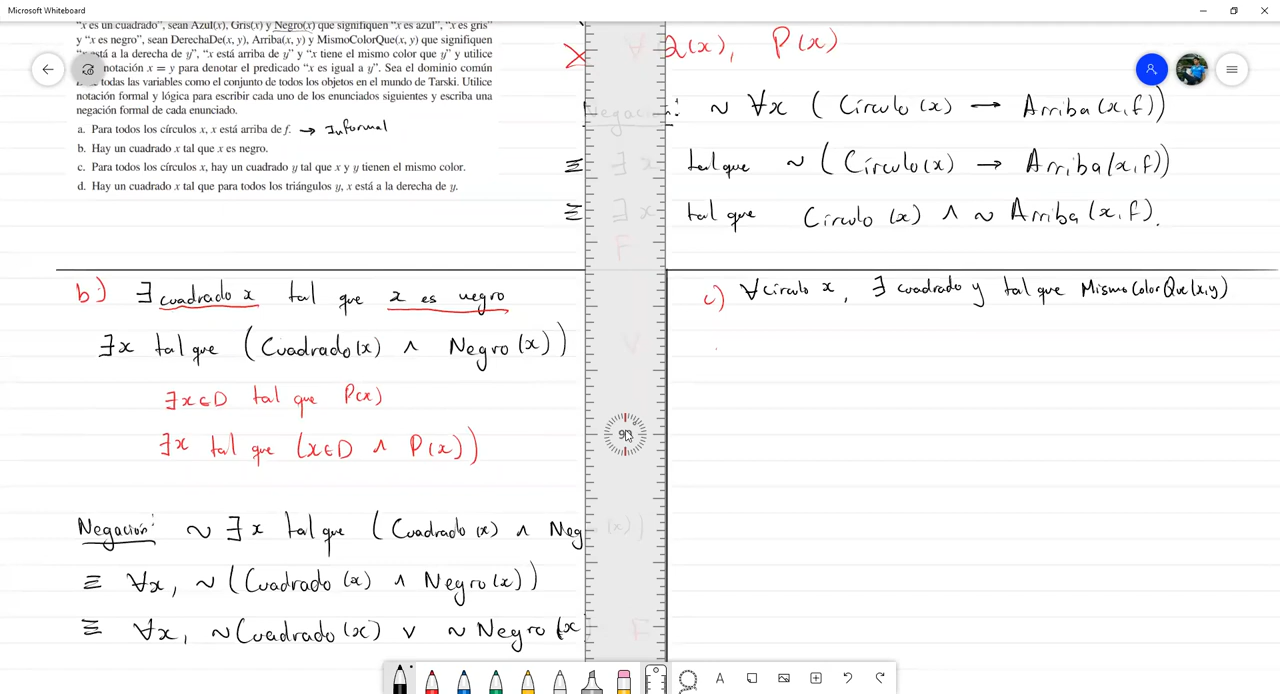 Microsoft Whiteboard
"x es un cuadrado", sean Azul(x), Gris(x) y Negro(x) que signifiquen "x es azul", "x es gris"
y "x es negro", sean DerechaDe(x, y), Arriba(x, y) y MismoColorQue(x, y) que signifiquen
"x está a la derecha de y", "x está arriba de y" y "x tiene el mismo color que y" y utilice
notación x = y para denotar el predicado "x es igual a y". Sea el dominio común
todas las variables como el conjunto de todos los objetos en el mundo de Tarski. Utilice
notación formal y lógica para escribir cada uno de los enunciados siguientes y escriba una
negación formal de cada enunciado.
a. Para todos los círculos x, x está arriba de f. → Informal
b. Hay un cuadrado x tal que x es negro.
c. Para todos los círculos x, hay un cuadrado y tal que x y y tienen el mismo color.
d. Hay un cuadrado x tal que para todos los triángulos y, x está a la derecha de y.
∀ Q(x), P(x)
Negación: ~ ∀x (Círculo(x) → Arriba(x,f))
≡ ∃x tal que ~(Círculo(x) → Arriba(x,f))
≡ ∃x tal que Círculo(x) ∧ ~ Arriba(x,f).
F
b) ∃ cuadrado x tal que x es negro
∃x tal que (Cuadrado(x) ∧ Negro(x))
V
∃x∈D tal que P(x)
∃x tal que (x∈D ∧ P(x))
Negación: ~ ∃x tal que (Cuadrado(x) ∧ Negro(x))
≡ ∀x, ~(Cuadrado(x) ∧ Negro(x))
≡ ∀x, ~Cuadrado(x) ∨ ~ Negro(x) F
c) ∀ círculo x, ∃ cuadrado y tal que MismoColorQue(x,y)